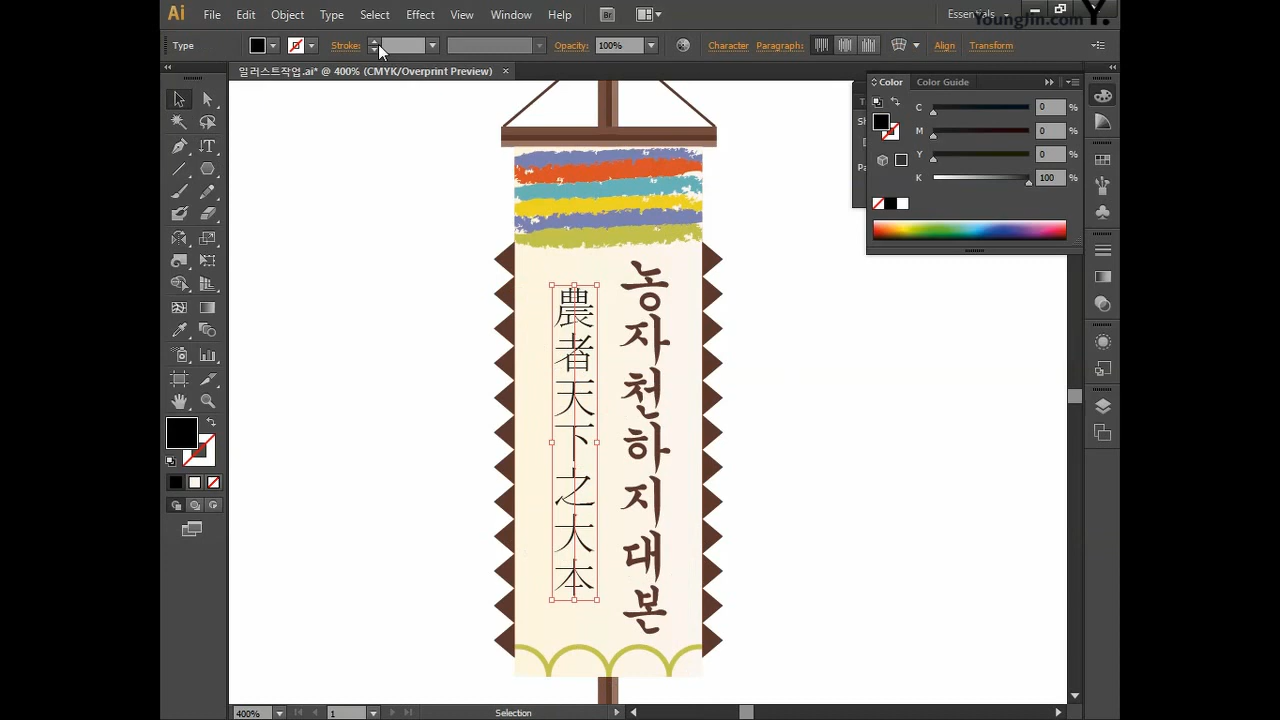 Ai File Edit Object Type Select Effect View Window Help Br Essentials
YoungJin.com Y.
Type Stroke: Opacity: 100% Character Paragraph: Align Transform
일러스트작업.ai* @ 400% (CMYK/Overprint Preview) ×
Color Color Guide
C 0 %
M 0 %
Y 0 %
K 100 %
농자천하지대본
農者天下之大本
400% 1 Selection